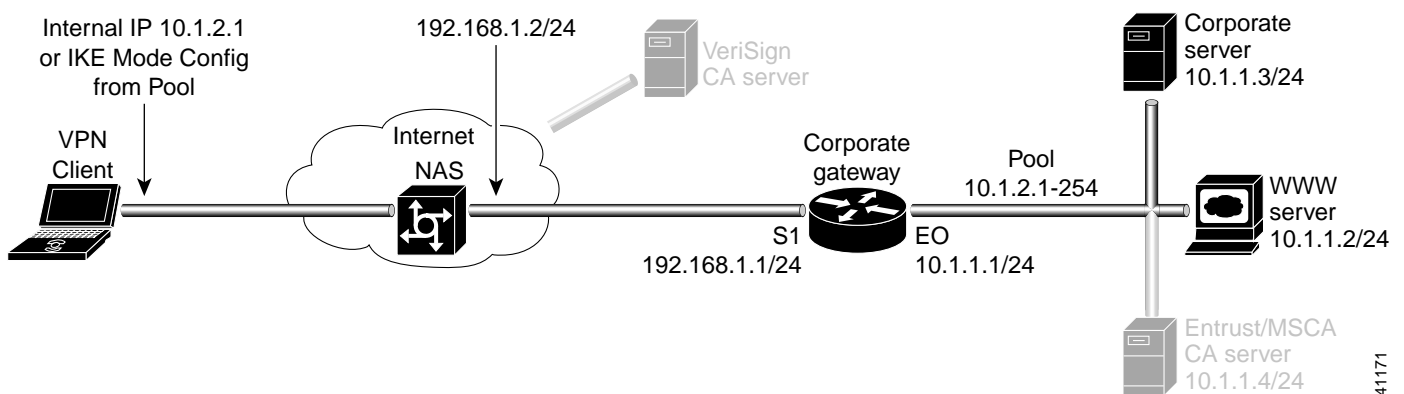 Internal IP 10.1.2.1
or IKE Mode Config
from Pool
192.168.1.2/24
VeriSign
CA server
Corporate
server
10.1.1.3/24
VPN
Client
Internet
NAS
Corporate
gateway
Pool
10.1.2.1-254
WWW
server
10.1.1.2/24
S1
192.168.1.1/24
EO
10.1.1.1/24
Entrust/MSCA
CA server
10.1.1.4/24
41171